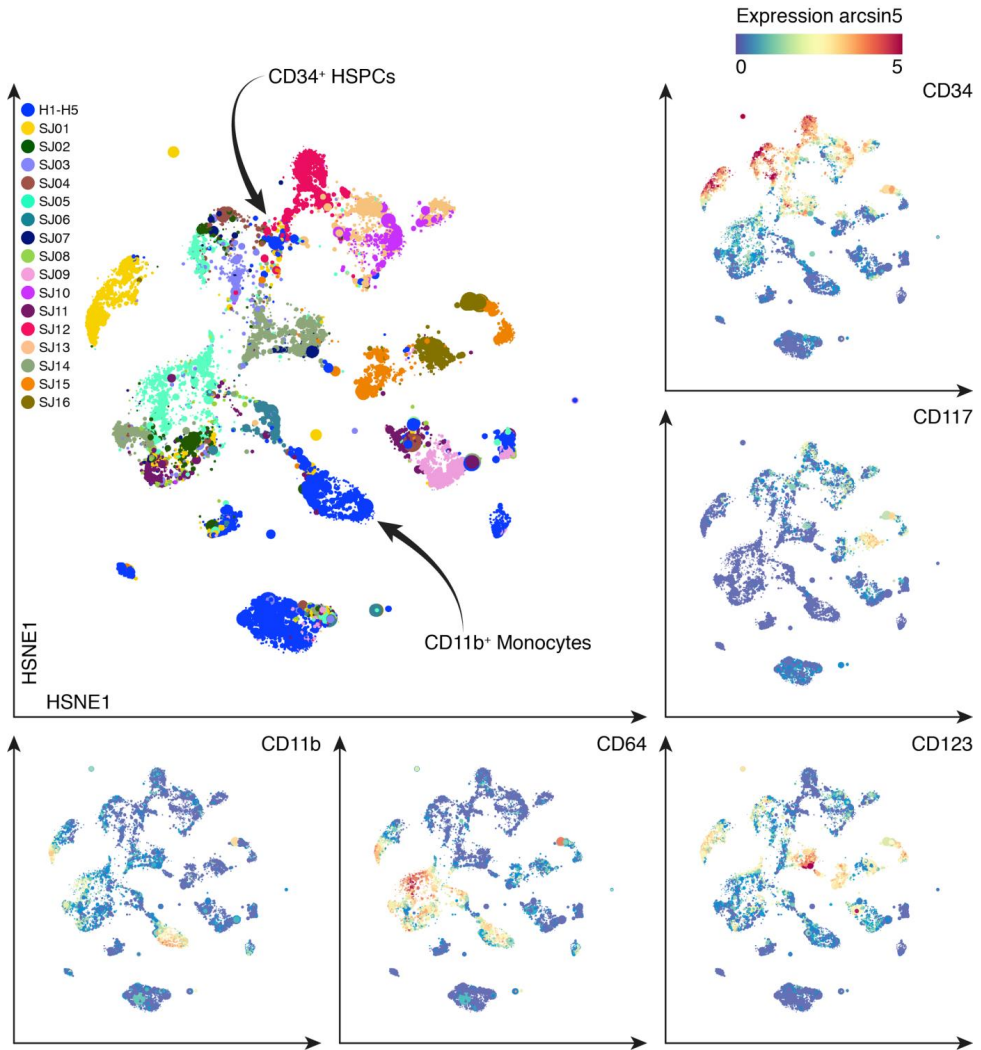 Expression arcsin5
0 5
CD34+ HSPCs
CD34
HSNE1
H1-H5
SJ01
SJ02
SJ03
SJ04
SJ05
SJ06
SJ07
SJ08
SJ09
SJ10
SJ11
SJ12
SJ13
SJ14
SJ15
SJ16
CD117
CD11b+ Monocytes
HSNE1
CD11b
CD64
CD123